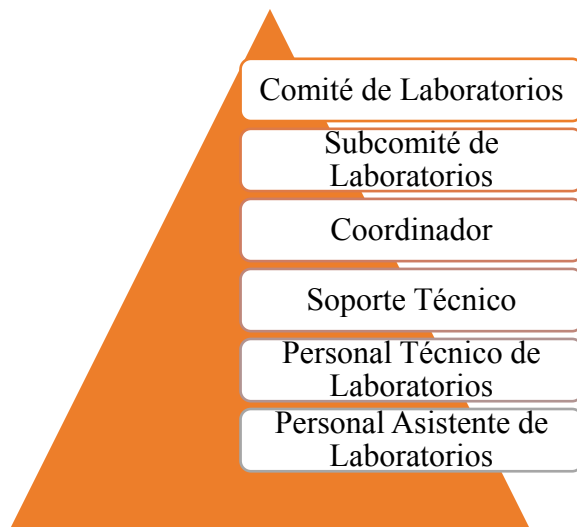 Comité de Laboratorios
Subcomité de
Laboratorios
Coordinador
Soporte Técnico
Personal Técnico de
Laboratorios
Personal Asistente de
Laboratorios